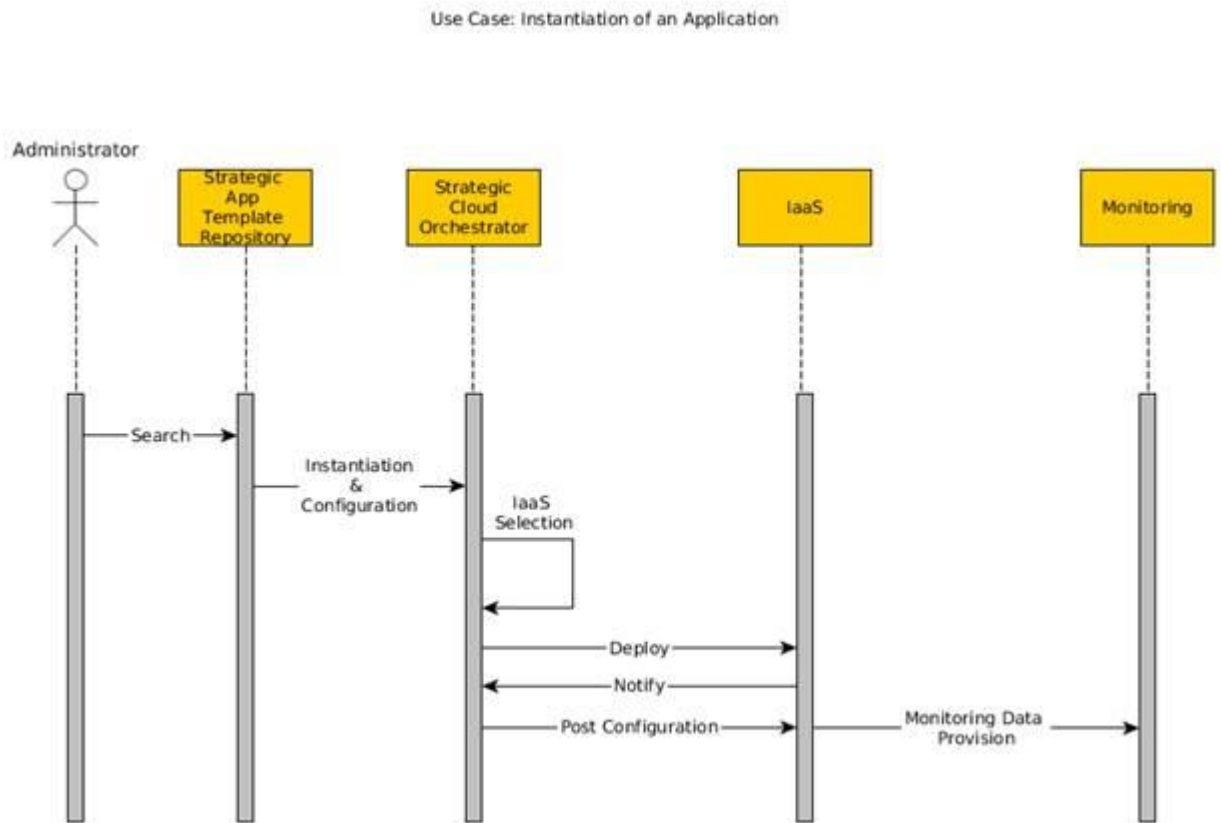 Use Case: Instantiation of an Application
Administrator
Strategic
App
Template
Repository
Strategic
Cloud
Orchestrator
IaaS
Monitoring
Search
Instantiation
&
Configuration
IaaS
Selection
Deploy
Notify
Post Configuration
Monitoring Data
Provision